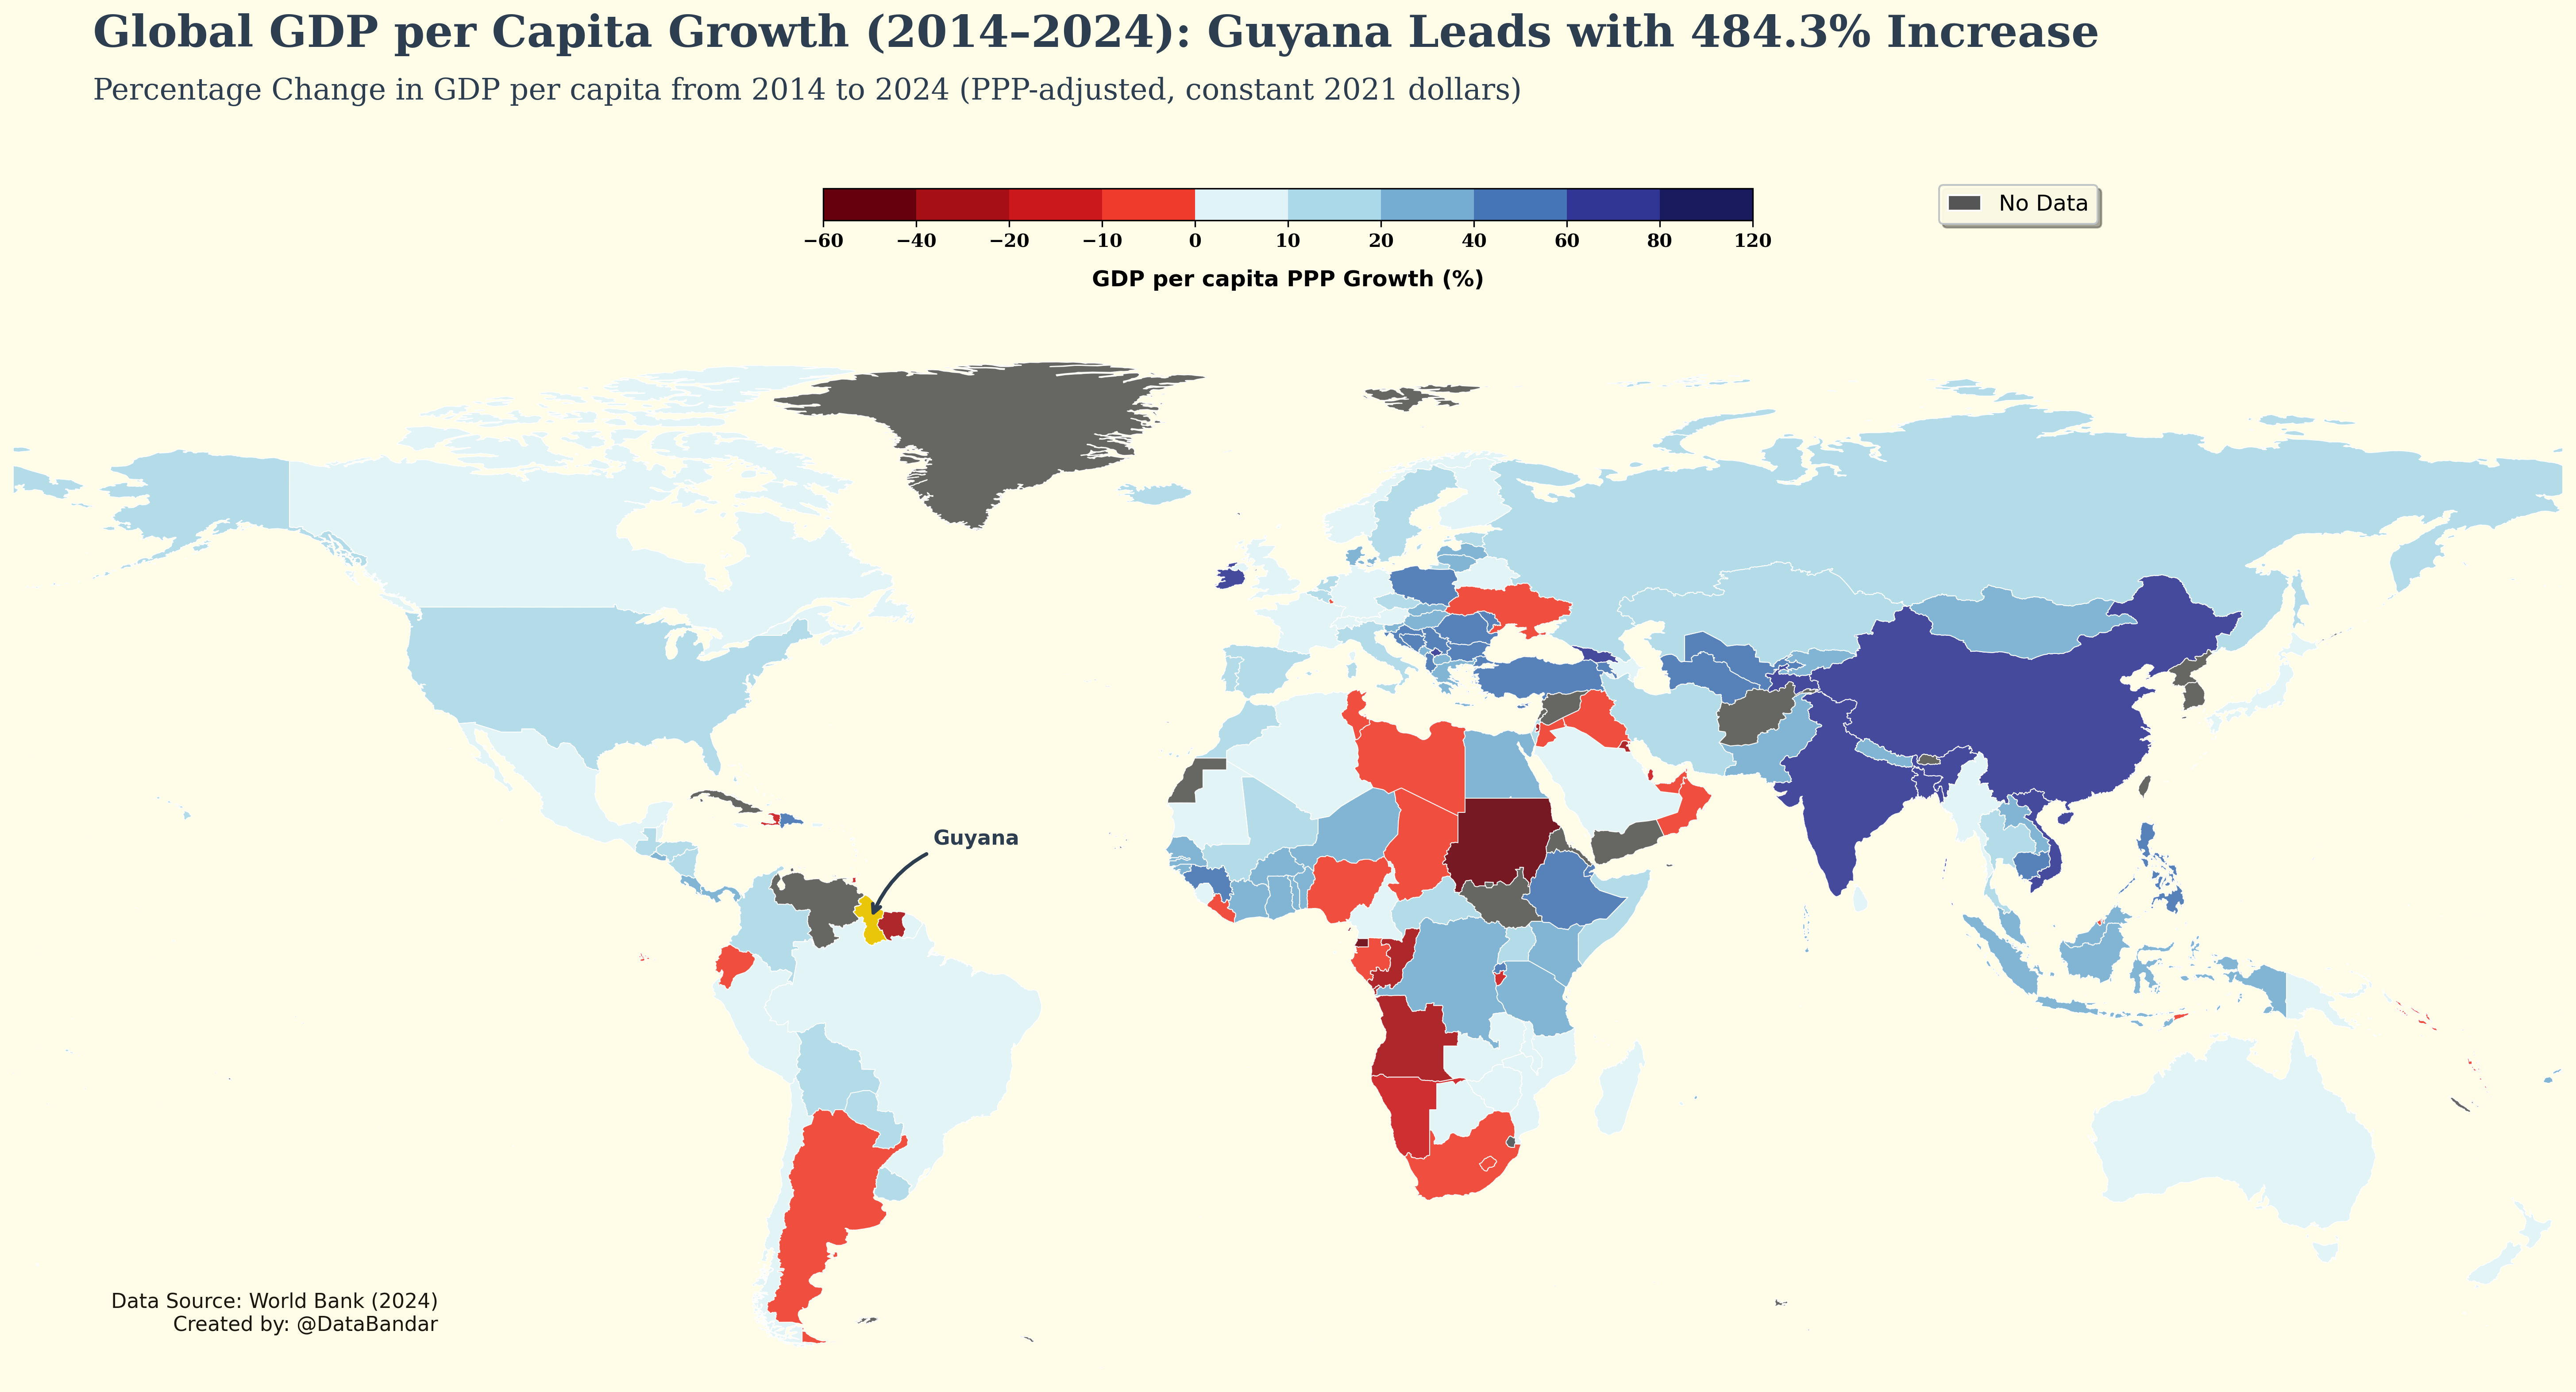 Global GDP per Capita Growth (2014–2024): Guyana Leads with 484.3% Increase
Percentage Change in GDP per capita from 2014 to 2024 (PPP-adjusted, constant 2021 dollars)
No Data
−60 −40 −20 −10 0 10 20 40 60 80 120
GDP per capita PPP Growth (%)
Guyana
Data Source: World Bank (2024)
Created by: @DataBandar